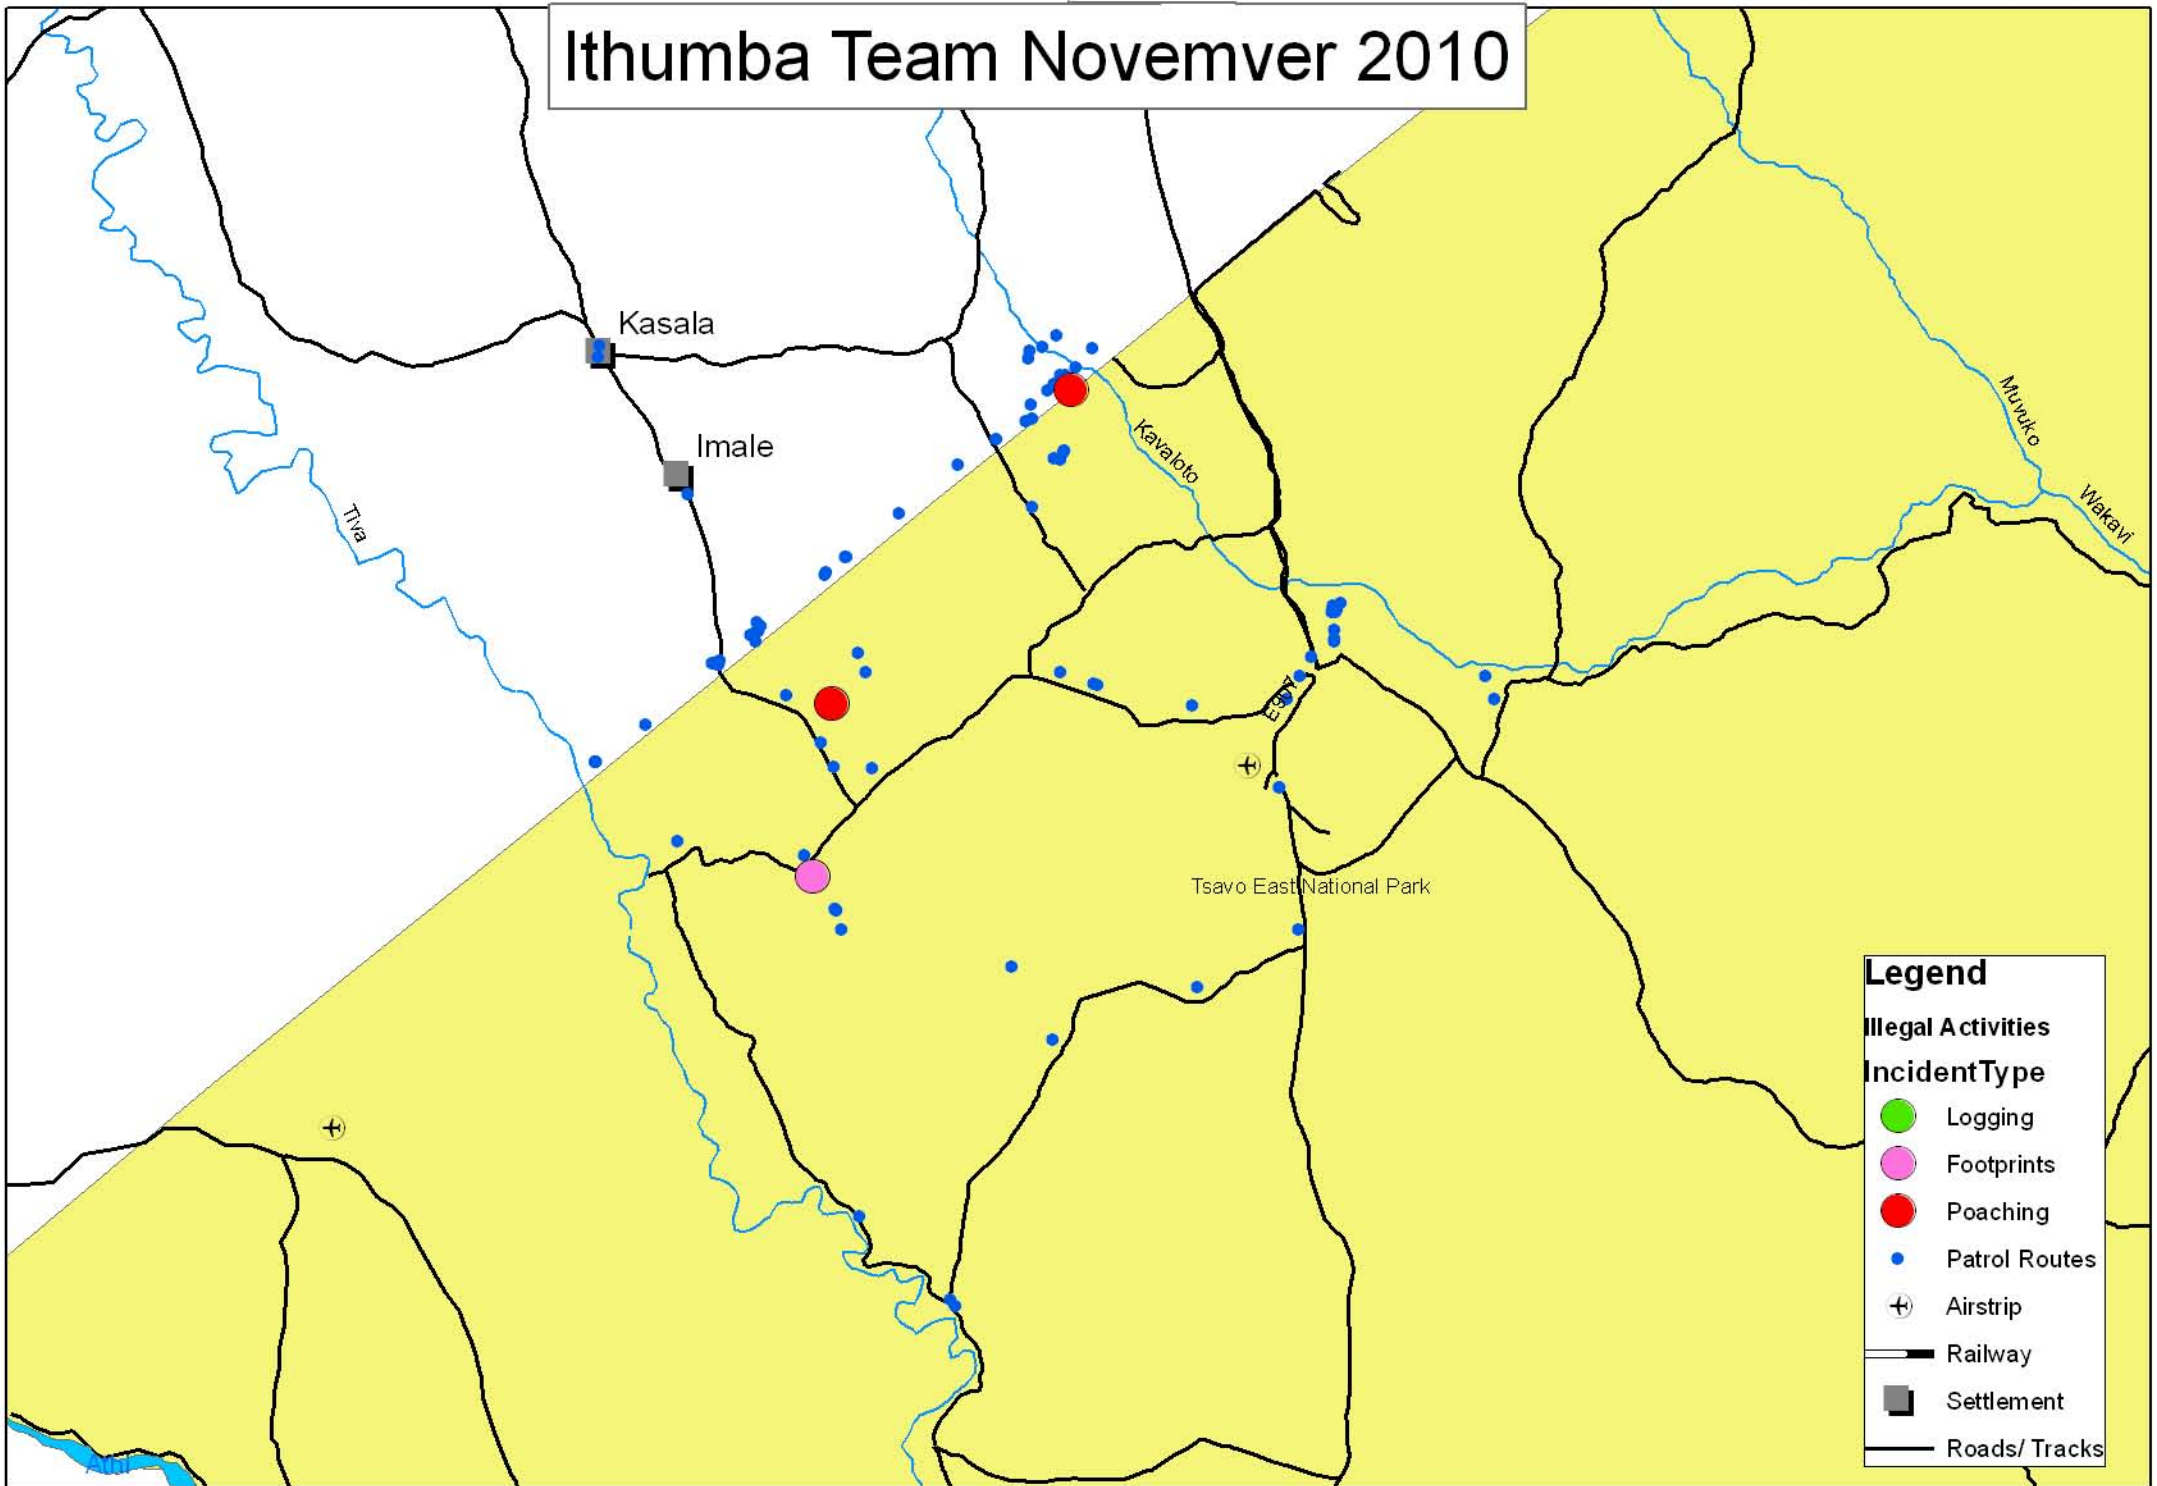 Ithumba Team Novemver 2010
Kasala
Imale
Tiva
Kavaloto
Muvuko
Wakavi
Tsavo East National Park
Athi
Legend
Illegal Activities
IncidentType
Logging
Footprints
Poaching
Patrol Routes
Airstrip
Railway
Settlement
Roads/ Tracks